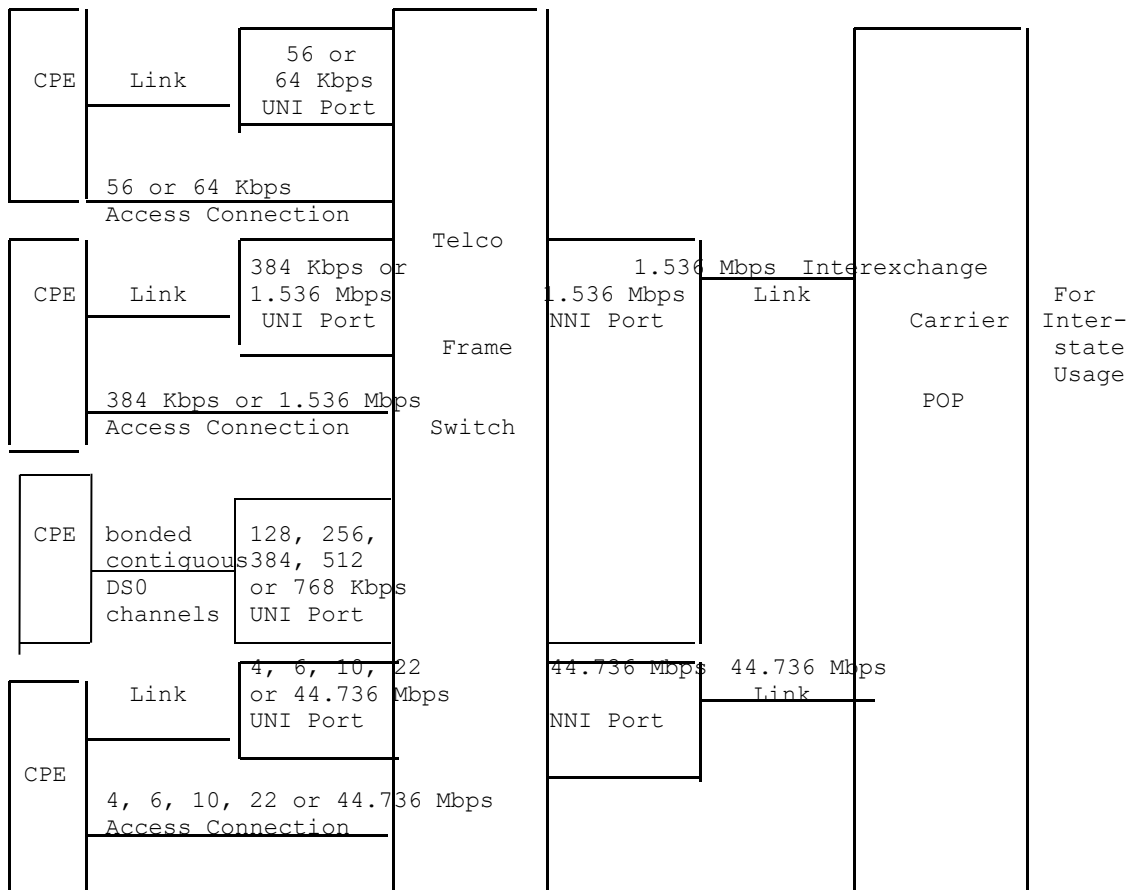 56 or
CPE Link 64 Kbps
UNI Port
56 or 64 Kbps
Access Connection
Telco
384 Kbps or 1.536 Mbps Interexchange
CPE Link 1.536 Mbps 1.536 Mbps Link For
UNI Port NNI Port Carrier Inter-
Frame state
Usage
384 Kbps or 1.536 Mbps POP
Access Connection Switch
CPE bonded 128, 256,
contiguous 384, 512
DS0 or 768 Kbps
channels UNI Port
4, 6, 10, 22 44.736 Mbps 44.736 Mbps
Link or 44.736 Mbps Link
UNI Port NNI Port
CPE
4, 6, 10, 22 or 44.736 Mbps
Access Connection